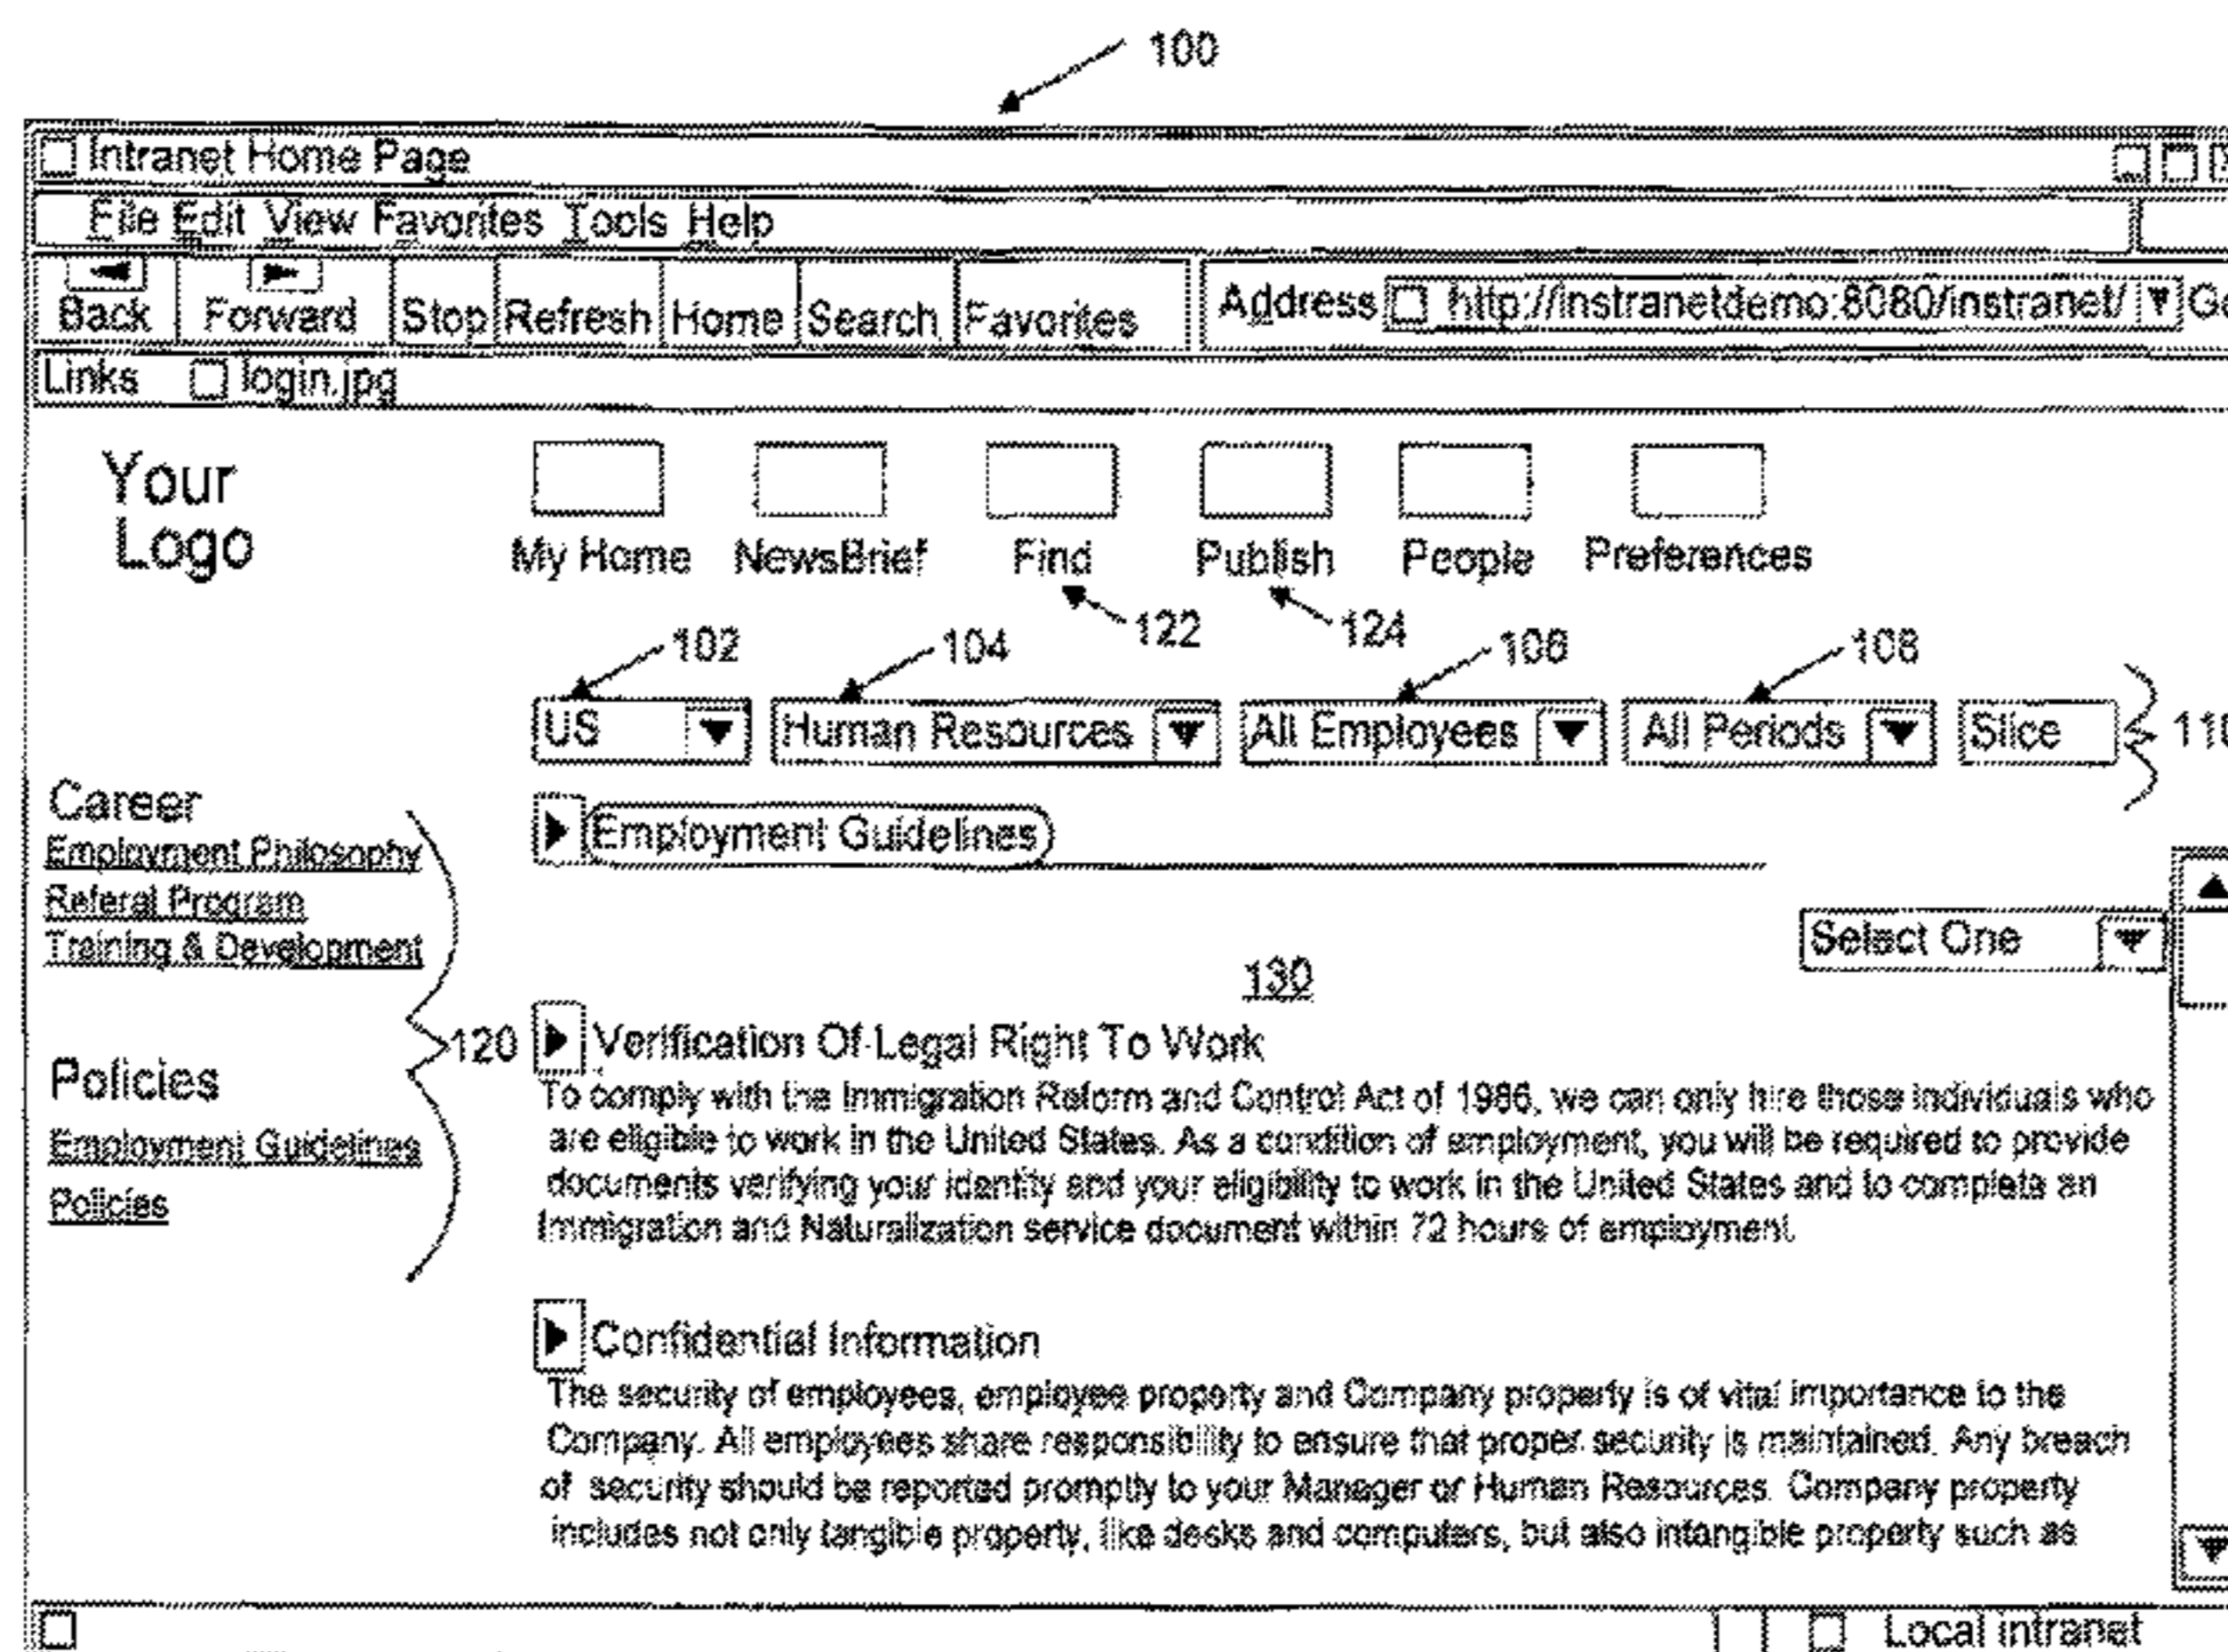 100
Intranet Home Page
File Edit View Favorites Tools Help
Back Forward Stop Refresh Home Search Favorites Address http://instranetdemo:8080/instranet/
Links login.jpg
Your
Logo
My Home NewsBrief Find Publish People Preferences
122 124
102 104 106 108
US Human Resources All Employees All Periods Slice 110
Career
Employment Guidelines
Employment Philosophy
Referal Program
Select One
Training & Development
130
120 Verification Of Legal Right To Work
Policies
To comply with the Immigration Reform and Control Act of 1986, we can only hire those individuals who
are eligible to work in the United States. As a condition of employment, you will be required to provide
Employment Guidelines
documents verifying your identity and your eligibility to work in the United States and to complete an
Policies
Immigration and Naturalization service document within 72 hours of employment.
Confidential Information
The security of employees, employee property and Company property is of vital importance to the
Company. All employees share responsibility to ensure that proper security is maintained. Any breach
of security should be reported promptly to your Manager or Human Resources. Company property
includes not only tangible property, like desks and computers, but also intangible property such as
Local intranet